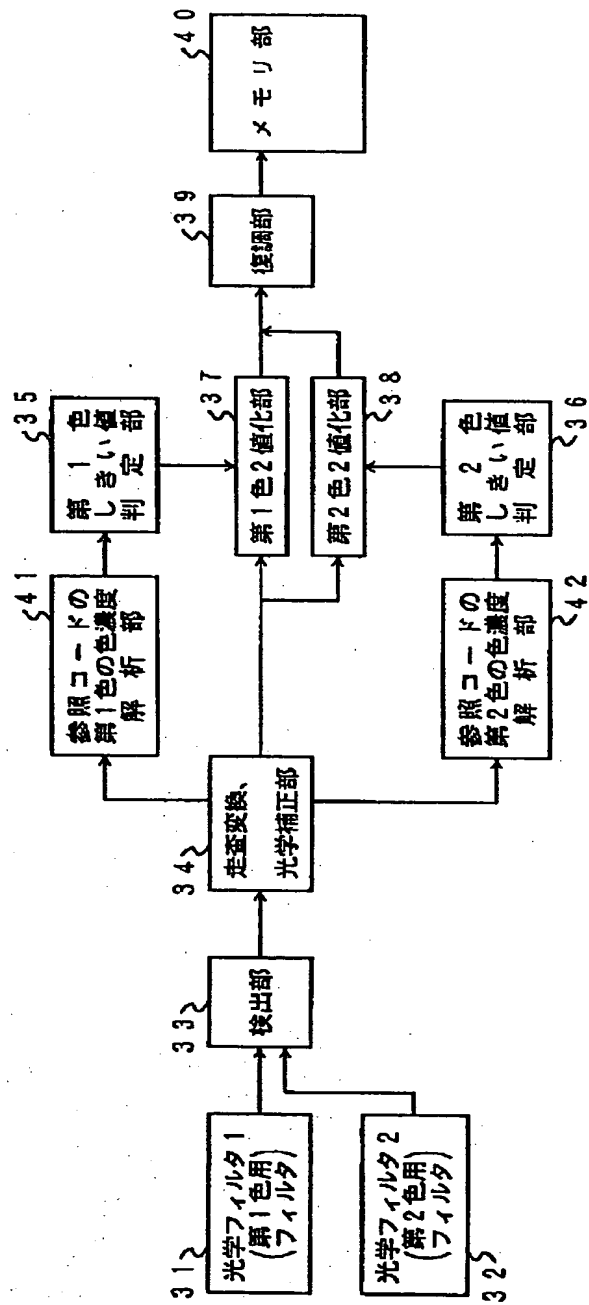 31
光学フィルタ1
(第1色用
フィルタ)
32
光学フィルタ2
(第2色用
フィルタ)
33
検出部
34
走査変換、
光学補正部
41
参照コードの
第1色の色濃度
解析部
35
第1色
しきい値
判定部
42
参照コードの
第2色の色濃度
解析部
36
第2色
しきい値
判定部
37
第1色2値化部
38
第2色2値化部
39
復調部
40
メモリ部